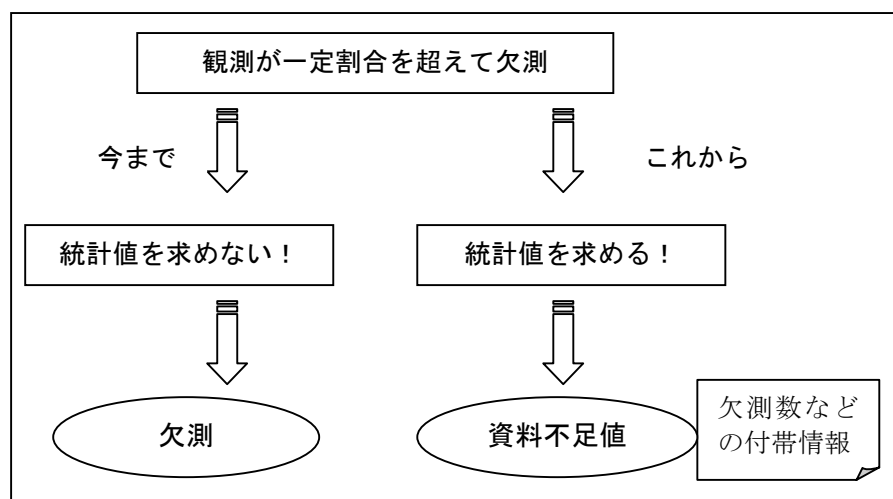 観測が一定割合を超えて欠測
今まで
これから
統計値を求めない！
統計値を求める！
欠測
資料不足値
欠測数など
の付帯情報